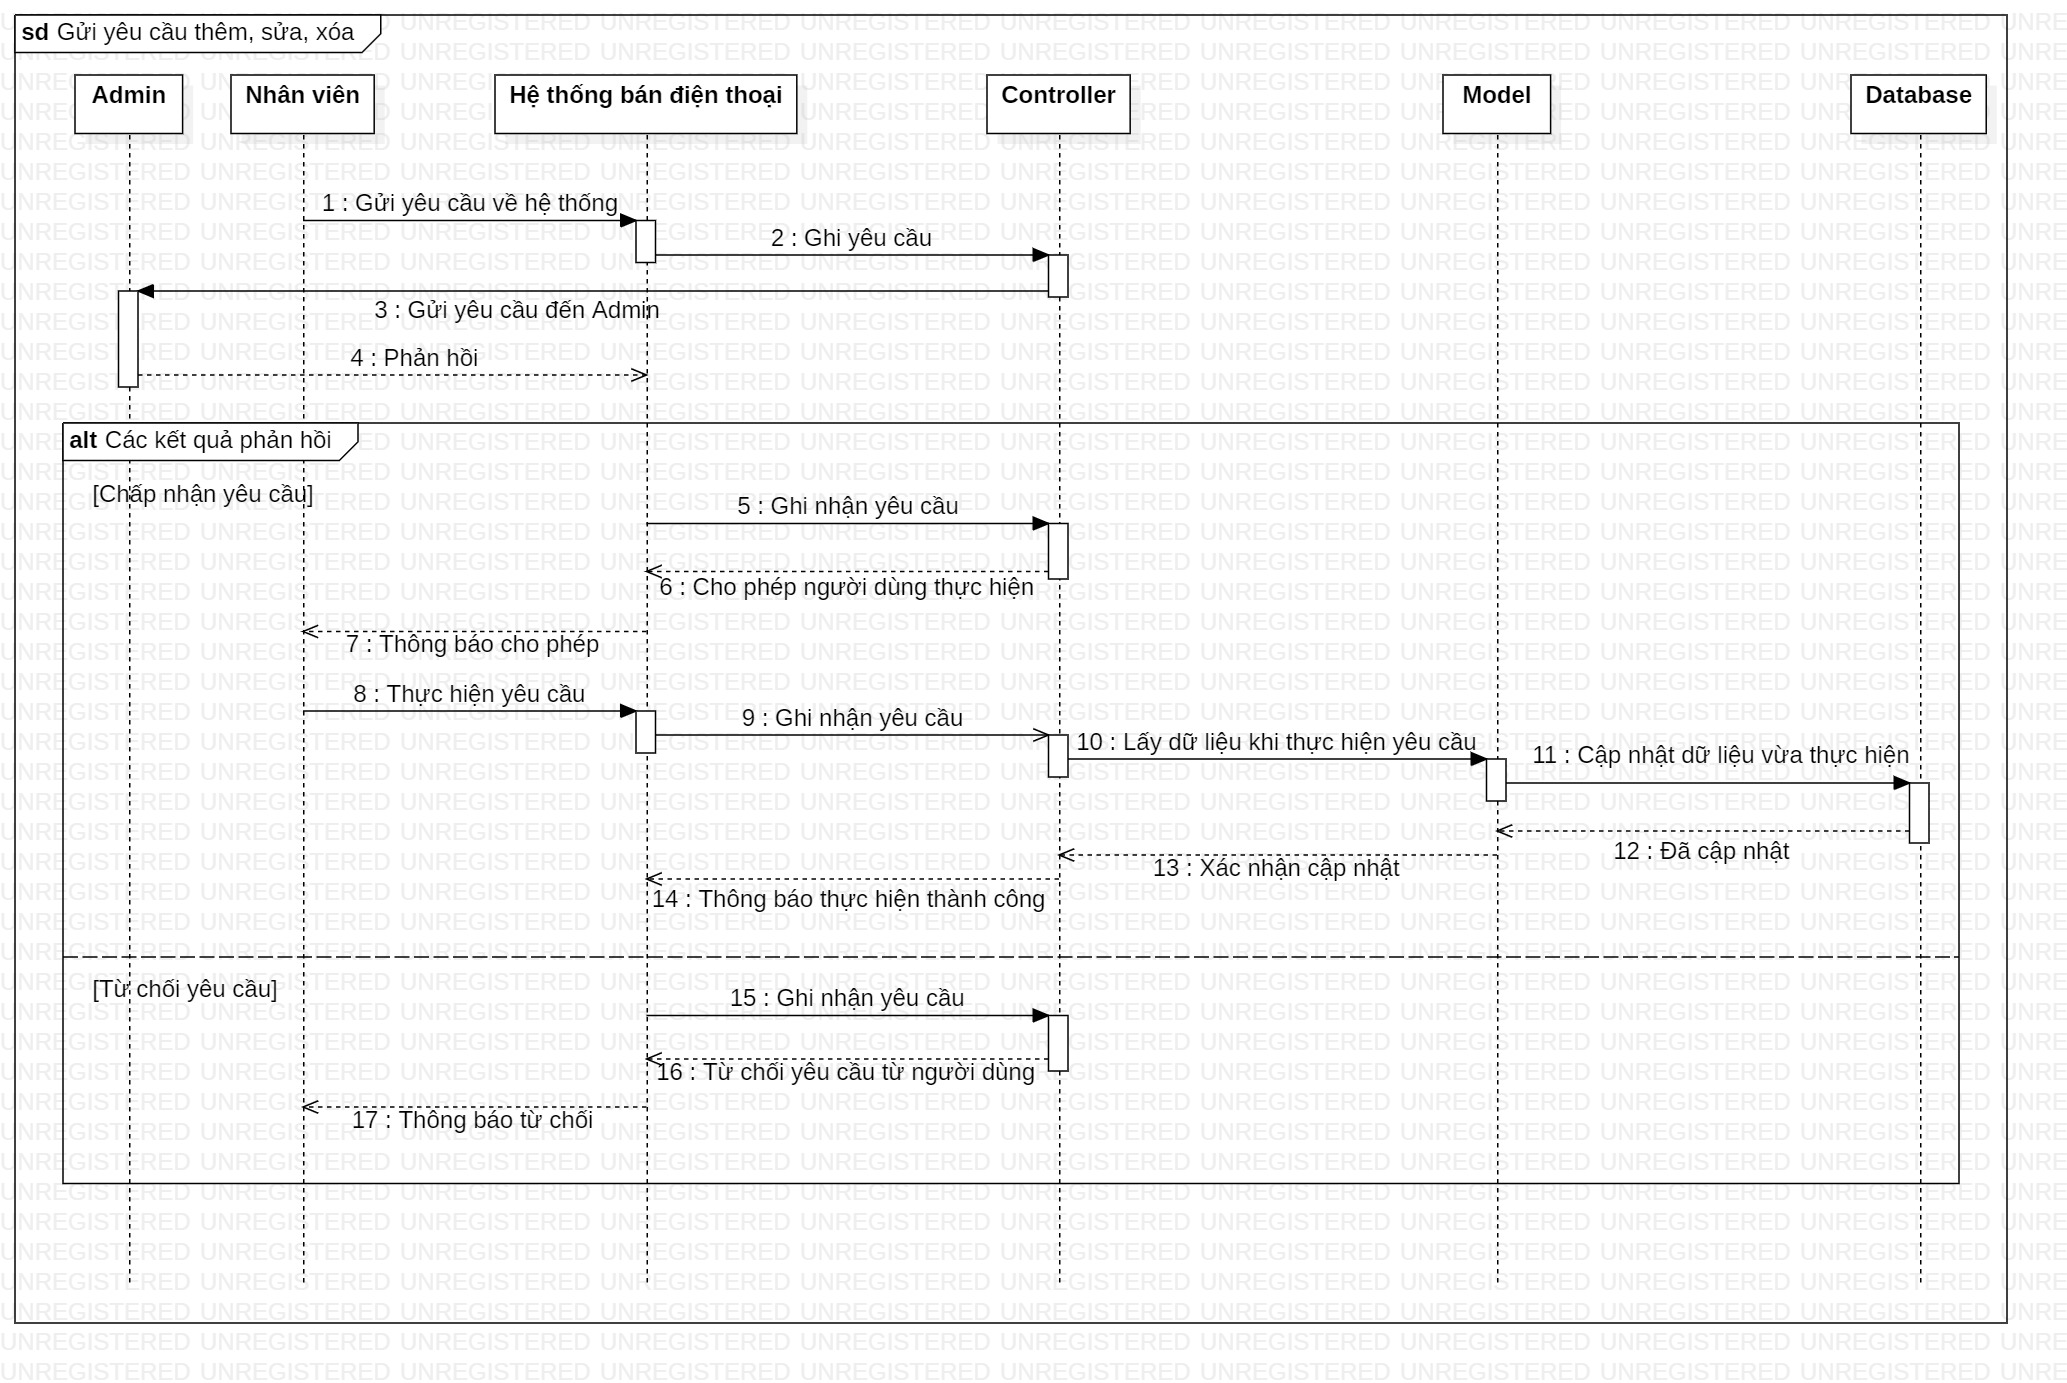 sd Gửi yêu cầu thêm, sửa, xóa
Admin
Nhân viên
Hệ thống bán điện thoại
Controller
Model
Database
1 : Gửi yêu cầu về hệ thống
2 : Ghi yêu cầu
3 : Gửi yêu cầu đến Admin
4 : Phản hồi
alt Các kết quả phản hồi
[Chấp nhận yêu cầu]
5 : Ghi nhận yêu cầu
6 : Cho phép người dùng thực hiện
7 : Thông báo cho phép
8 : Thực hiện yêu cầu
9 : Ghi nhận yêu cầu
10 : Lấy dữ liệu khi thực hiện yêu cầu
11 : Cập nhật dữ liệu vừa thực hiện
12 : Đã cập nhật
13 : Xác nhận cập nhật
14 : Thông báo thực hiện thành công
[Từ chối yêu cầu]
15 : Ghi nhận yêu cầu
16 : Từ chối yêu cầu từ người dùng
17 : Thông báo từ chối
UNREGISTERED